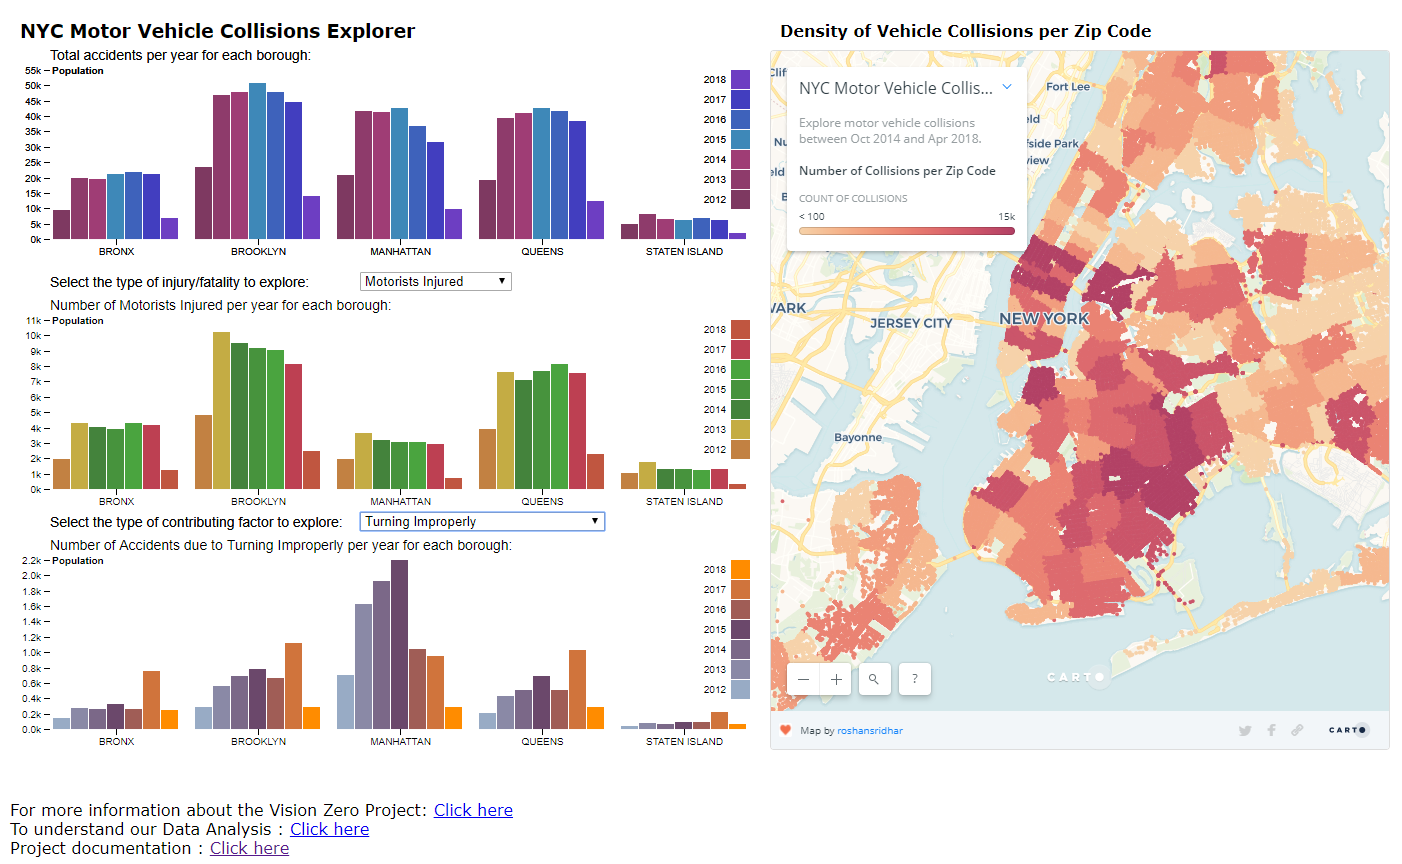 NYC Motor Vehicle Collisions Explorer
Total accidents per year for each borough:
55k
Population
50k
45k
40k
35k
30k
25k
20k
15k
10k
5k
0k
2018
2017
2016
2015
2014
2013
2012
BRONX
BROOKLYN
MANHATTAN
QUEENS
STATEN ISLAND
Select the type of injury/fatality to explore:
Motorists Injured
Number of Motorists Injured per year for each borough:
11k
Population
10k
9k
8k
7k
6k
5k
4k
3k
2k
1k
0k
2018
2017
2016
2015
2014
2013
2012
BRONX
BROOKLYN
MANHATTAN
QUEENS
STATEN ISLAND
Select the type of contributing factor to explore:
Turning Improperly
Number of Accidents due to Turning Improperly per year for each borough:
2.2k
Population
2.0k
1.8k
1.6k
1.4k
1.2k
1.0k
0.8k
0.6k
0.4k
0.2k
0.0k
2018
2017
2016
2015
2014
2013
2012
BRONX
BROOKLYN
MANHATTAN
QUEENS
STATEN ISLAND
Density of Vehicle Collisions per Zip Code
NYC Motor Vehicle Collis...
Explore motor vehicle collisions
between Oct 2014 and Apr 2018.
Number of Collisions per Zip Code
COUNT OF COLLISIONS
< 100
15k
Clif
Fort Lee
eld
Nu
fside Park
view
eld
B
WARK
JERSEY CITY
NEW YORK
Bayonne
CARTO
?
Map by roshansridhar
CARTO
For more information about the Vision Zero Project: Click here
To understand our Data Analysis : Click here
Project documentation : Click here